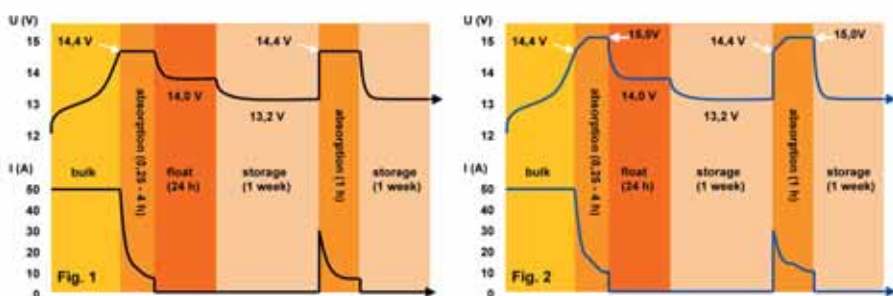 U (V)
15
14
13
12
14,4 V
14,0 V
13,2 V
14,4 V
bulk
absorption (0,25 - 4 h)
float
(24 h)
storage
(1 week)
absorption (1 h)
storage
(1 week)
I (A)
50
40
30
20
10
0
Fig. 1
U (V)
15
14
13
12
14,4 V
15,0V
14,0 V
13,2 V
14,4 V
15,0V
bulk
absorption (0,25 - 4 h)
float
(24 h)
storage
(1 week)
absorption (1 h)
storage
(1 week)
I (A)
50
40
30
20
10
0
Fig. 2